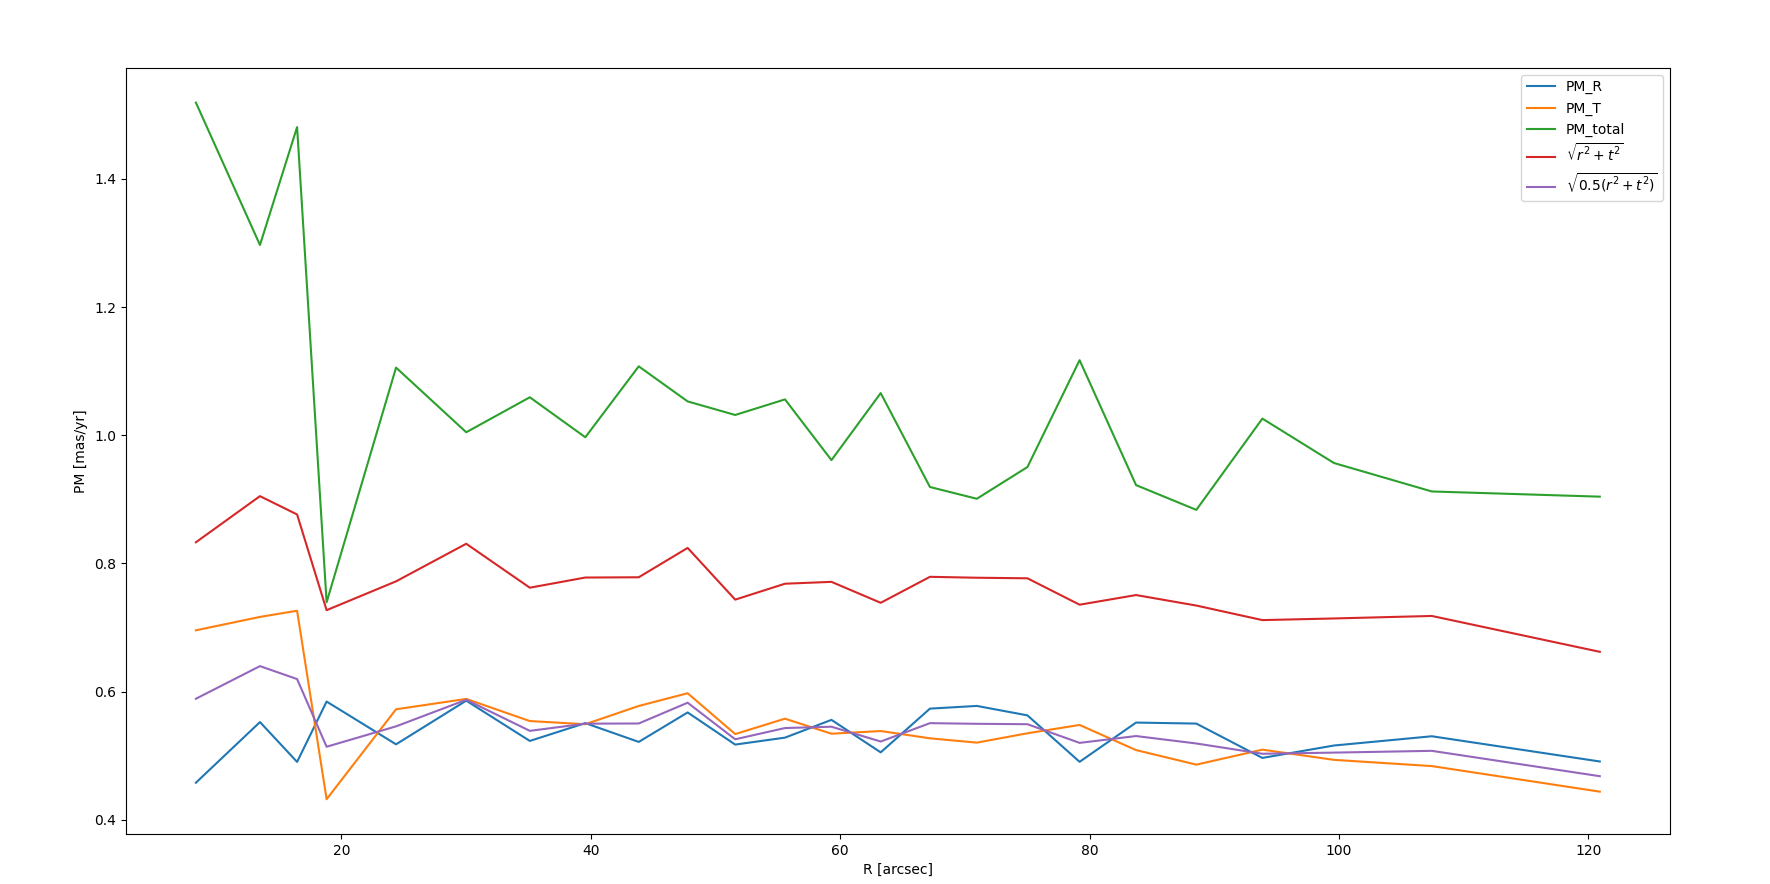 PM_R
PM_T
PM_total
√r² + t²
√0.5(r² + t²)
1.4
1.2
1.0
0.8
0.6
0.4
PM [mas/yr]
20 40 60 80 100 120
R [arcsec]